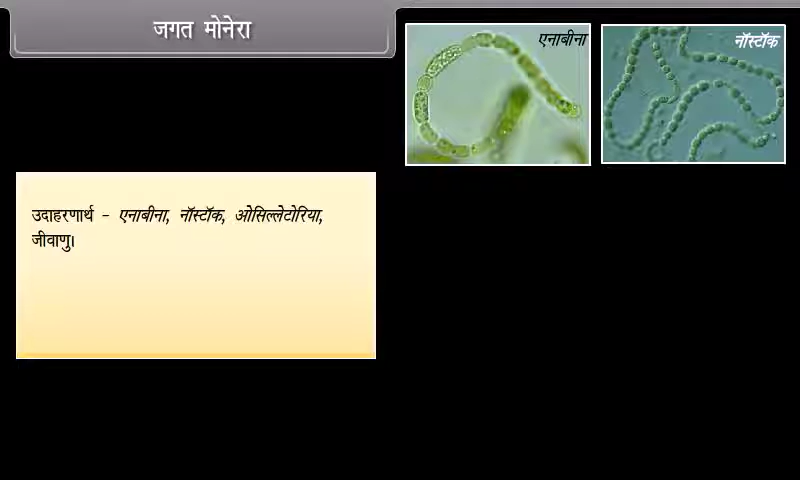 जगत मोनेरा
एनाबीना
नॉस्टॉक
उदाहरणार्थ - एनाबीना, नॉस्टॉक, ओसिल्लेटोरिया,
जीवाणु।